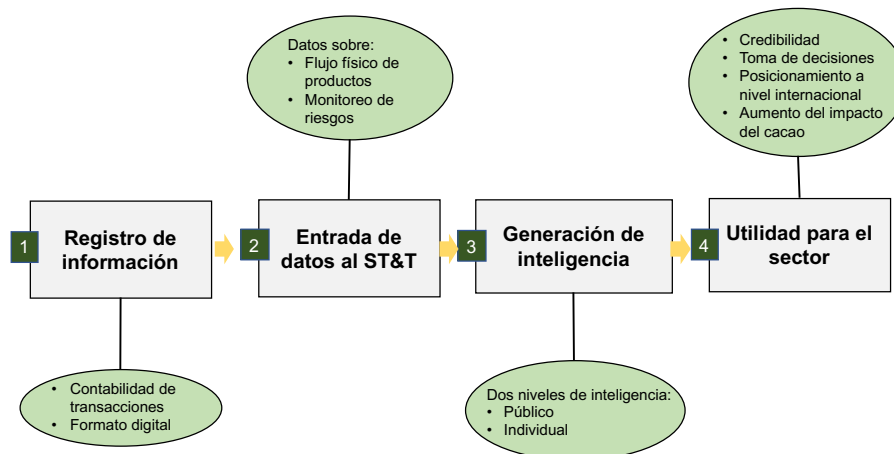 Datos sobre:
• Flujo físico de
productos
• Monitoreo de
riesgos
• Credibilidad
• Toma de decisiones
• Posicionamiento a
nivel internacional
• Aumento del impacto
del cacao
1
Registro de
información
2
Entrada de
datos al ST&T
3
Generación de
inteligencia
4
Utilidad para el
sector
• Contabilidad de
transacciones
• Formato digital
Dos niveles de inteligencia:
• Público
• Individual